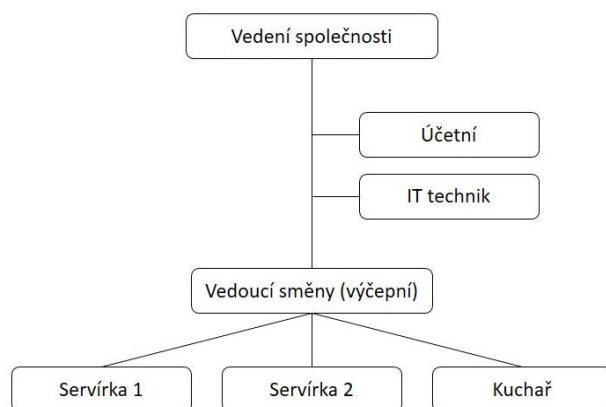 Vedení společnosti
Účetní
IT technik
Vedoucí směny (výčepní)
Servírka 1
Servírka 2
Kuchař